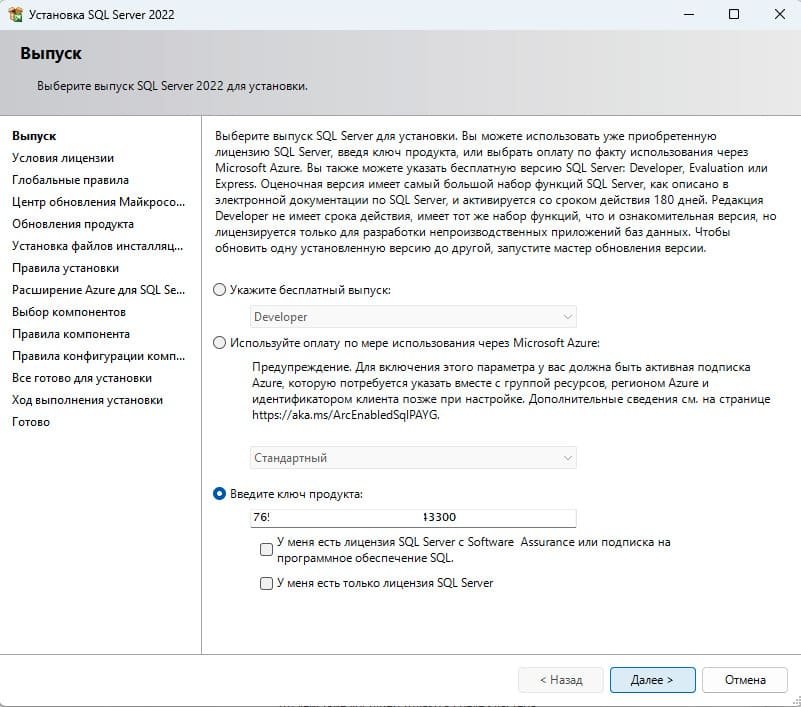 Установка SQL Server 2022
Выпуск
Выберите выпуск SQL Server 2022 для установки.
Выпуск
Условия лицензии
Глобальные правила
Центр обновления Майкросо...
Обновления продукта
Установка файлов инсталляц...
Правила установки
Расширение Azure для SQL Se...
Выбор компонентов
Правила компонента
Правила конфигурации комп...
Все готово для установки
Ход выполнения установки
Готово
Выберите выпуск SQL Server для установки. Вы можете использовать уже приобретенную
лицензию SQL Server, введя ключ продукта, или выбрать оплату по факту использования через
Microsoft Azure. Вы также можете указать бесплатную версию SQL Server: Developer, Evaluation или
Express. Оценочная версия имеет самый большой набор функций SQL Server, как описано в
электронной документации по SQL Server, и активируется со сроком действия 180 дней. Редакция
Developer не имеет срока действия, имеет тот же набор функций, что и ознакомительная версия, но
лицензируется только для разработки непроизводственных приложений баз данных. Чтобы
обновить одну установленную версию до другой, запустите мастер обновления версии.
Укажите бесплатный выпуск:
Developer
Используйте оплату по мере использования через Microsoft Azure:
Предупреждение. Для включения этого параметра у вас должна быть активная подписка
Azure, которую потребуется указать вместе с группой ресурсов, регионом Azure и
идентификатором клиента позже при настройке. Дополнительные сведения см. на странице
https://aka.ms/ArcEnabledSqlPAYG.
Стандартный
Введите ключ продукта:
76 3300
У меня есть лицензия SQL Server с Software Assurance или подписка на
программное обеспечение SQL.
У меня есть только лицензия SQL Server
< Назад
Далее >
Отмена